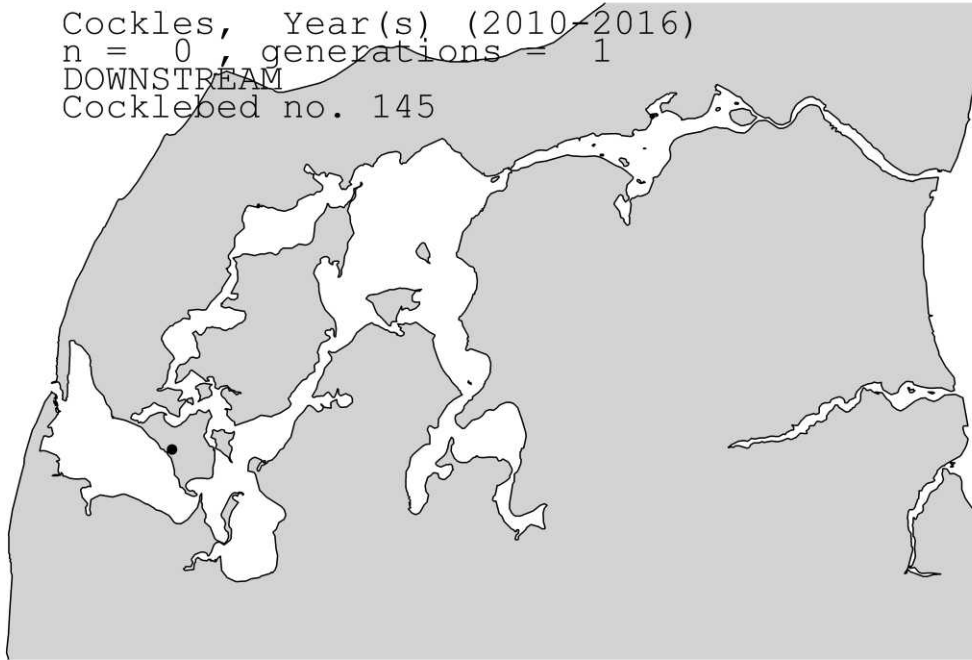 Cockles, Year(s) (2010-2016)
n = 0 , generations = 1
DOWNSTREAM
Cocklebed no. 145